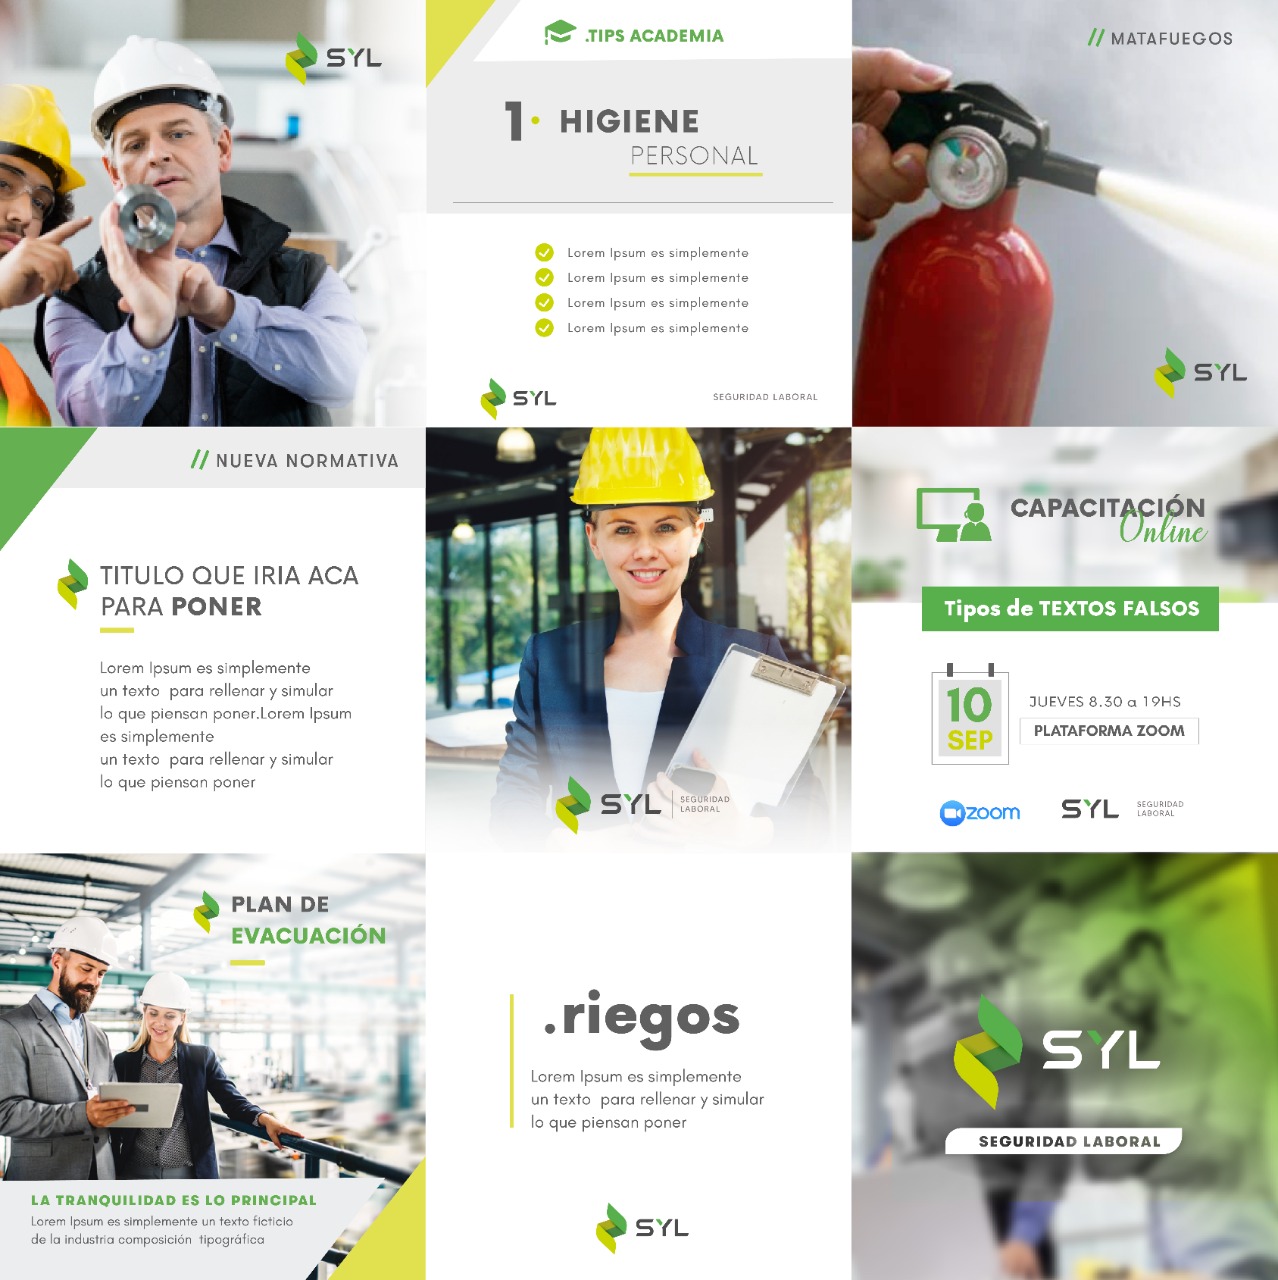 SYL
.TIPS ACADEMIA
1· HIGIENE
PERSONAL
Lorem Ipsum es simplemente
Lorem Ipsum es simplemente
Lorem Ipsum es simplemente
Lorem Ipsum es simplemente
SYL
SEGURIDAD LABORAL
// MATAFUEGOS
SYL
// NUEVA NORMATIVA
TITULO QUE IRIA ACA
PARA PONER
Lorem Ipsum es simplemente
un texto para rellenar y simular
lo que piensan poner.Lorem Ipsum
es simplemente
un texto para rellenar y simular
lo que piensan poner
SYL
SEGURIDAD
LABORAL
CAPACITACIÓN
Online
Tipos de TEXTOS FALSOS
10
SEP
JUEVES 8.30 a 19HS
PLATAFORMA ZOOM
zoom
SYL
SEGURIDAD
LABORAL
PLAN DE
EVACUACIÓN
LA TRANQUILIDAD ES LO PRINCIPAL
Lorem Ipsum es simplemente un texto ficticio
de la industria composición tipográfica
.riegos
Lorem Ipsum es simplemente
un texto para rellenar y simular
lo que piensan poner
SYL
SYL
SEGURIDAD LABORAL